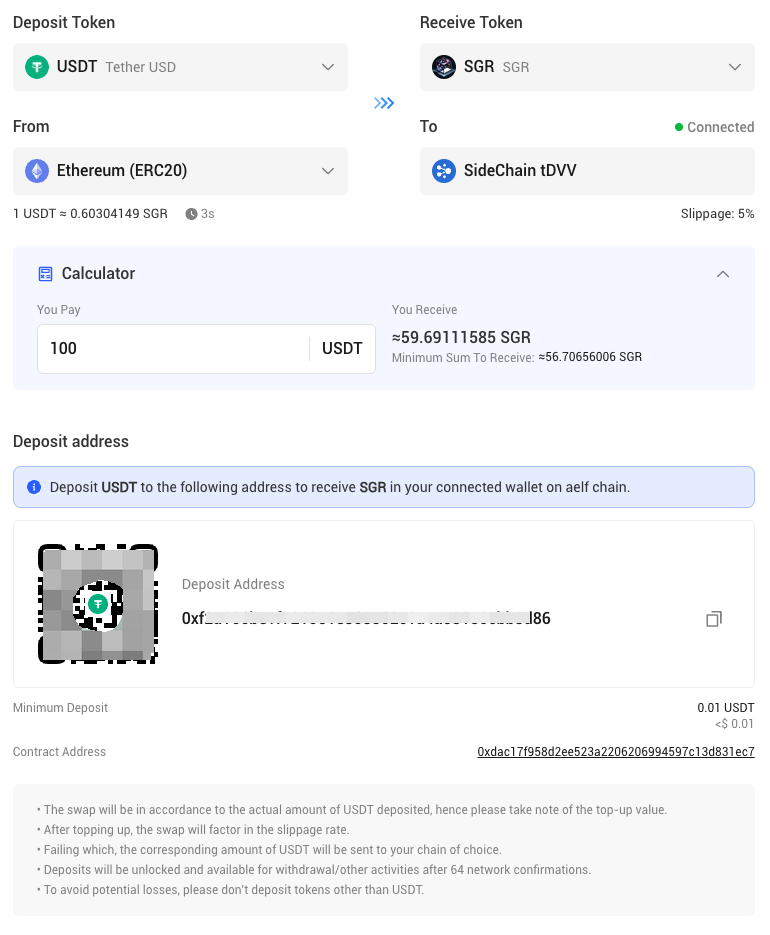 Deposit Token
Receive Token
USDT Tether USD
SGR SGR
From
To
Connected
Ethereum (ERC20)
SideChain tDVV
1 USDT ≈ 0.60304149 SGR 3s
Slippage: 5%
Calculator
You Pay
You Receive
100 USDT
≈59.69111585 SGR
Minimum Sum To Receive: ≈56.70656006 SGR
Deposit address
Deposit USDT to the following address to receive SGR in your connected wallet on aelf chain.
Deposit Address
Minimum Deposit
0.01 USDT
<$ 0.01
Contract Address
0xdac17f958d2ee523a2206206994597c13d831ec7
• The swap will be in accordance to the actual amount of USDT deposited, hence please take note of the top-up value.
• After topping up, the swap will factor in the slippage rate.
• Failing which, the corresponding amount of USDT will be sent to your chain of choice.
• Deposits will be unlocked and available for withdrawal/other activities after 64 network confirmations.
• To avoid potential losses, please don't deposit tokens other than USDT.